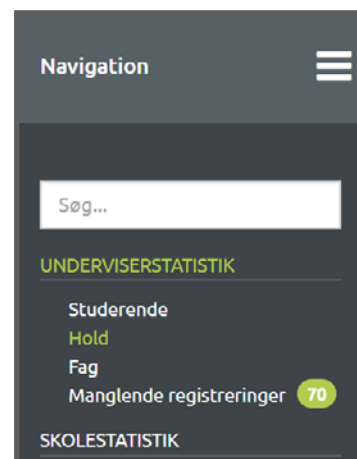 Navigation
Søg...
UNDERVISERSTATISTIK
Studerende
Hold
Fag
Manglende registreringer 70
SKOLESTATISTIK